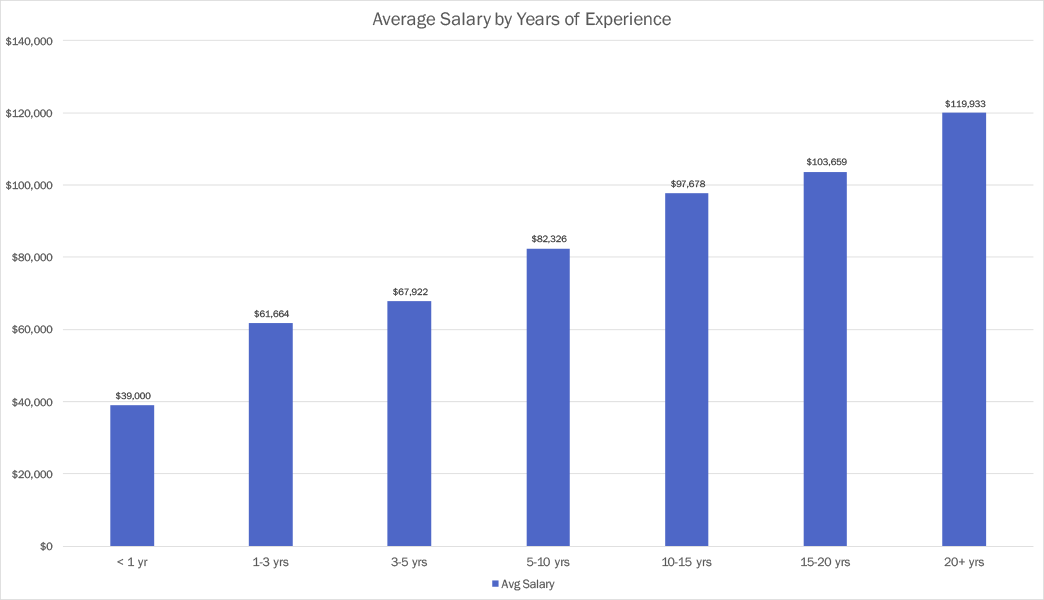 Average Salary by Years of Experience
$140,000
$120,000
$100,000
$80,000
$60,000
$40,000
$20,000
$0
$39,000
$61,664
$67,922
$82,326
$97,678
$103,659
$119,933
< 1 yr
1-3 yrs
3-5 yrs
5-10 yrs
10-15 yrs
15-20 yrs
20+ yrs
Avg Salary